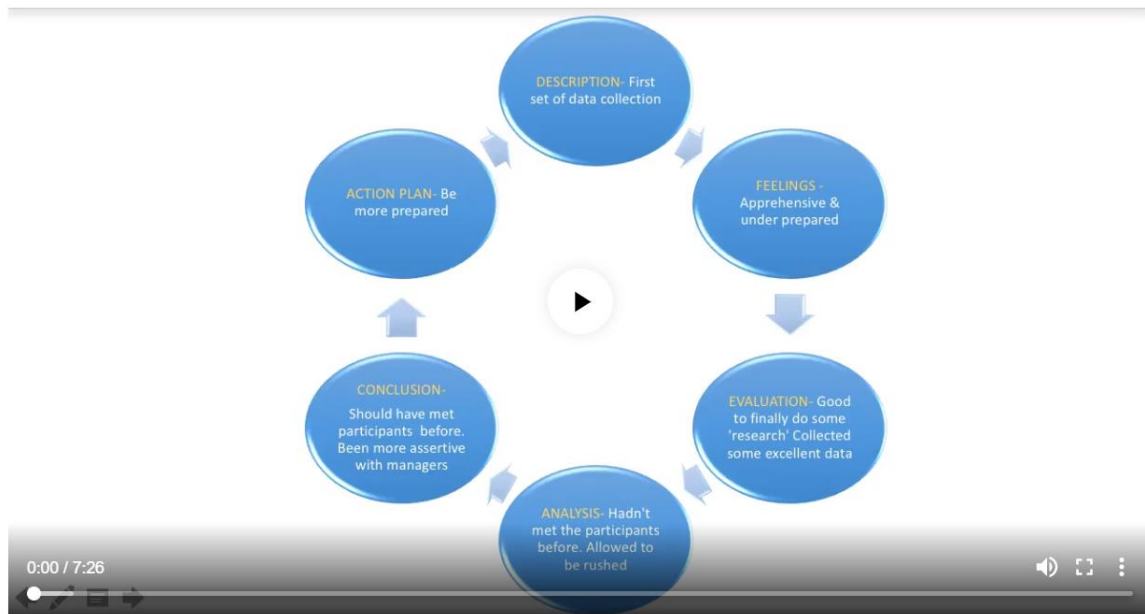 DESCRIPTION- First
set of data collection
FEELINGS -
Apprehensive &
under prepared
EVALUATION- Good
to finally do some
'research' Collected
some excellent data
ANALYSIS- Hadn't
met the participants
before. Allowed to
be rushed
CONCLUSION-
Should have met
participants before.
Been more assertive
with managers
ACTION PLAN- Be
more prepared
0:00 / 7:26